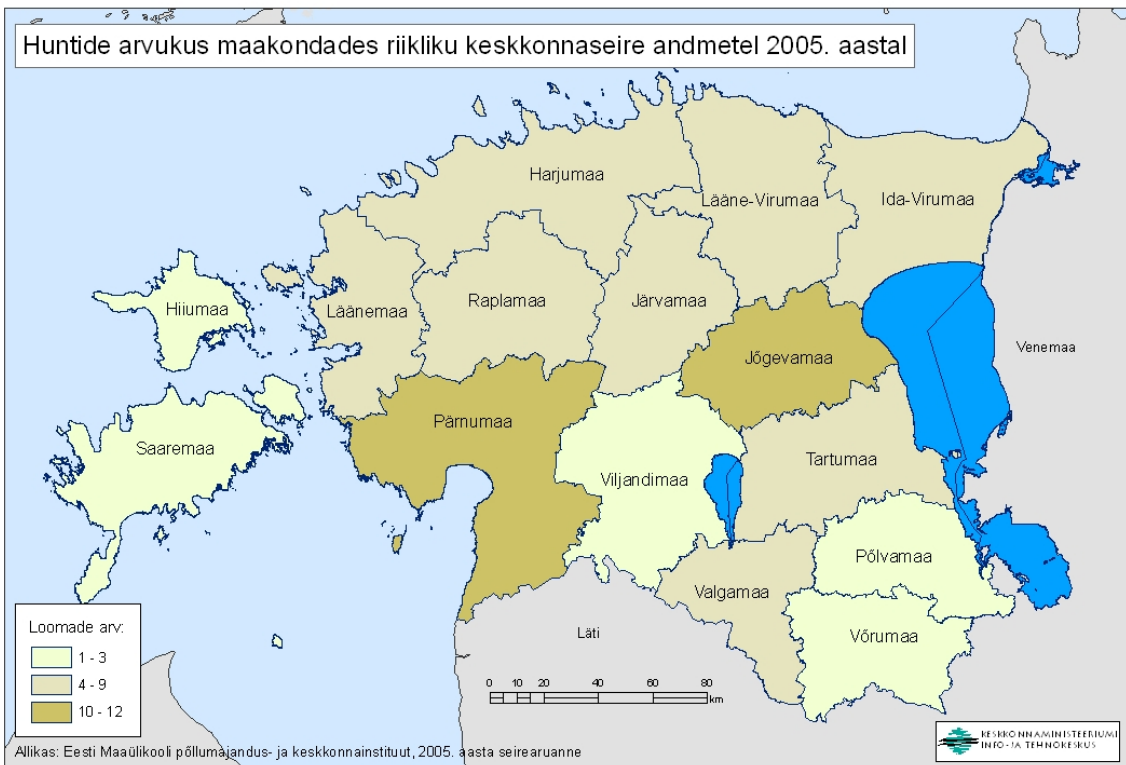 Huntide arvukus maakondades riikliku keskkonnaseire andmetel 2005. aastal
Harjumaa
Lääne-Virumaa
Ida-Virumaa
Hiiumaa
Läänemaa
Raplamaa
Järvamaa
Venemaa
Jõgevamaa
Pärnumaa
Saaremaa
Tartumaa
Viljandimaa
Põlvamaa
Valgamaa
Võrumaa
Läti
Loomade arv:
1 - 3
4 - 9
10 - 12
0 10 20 40 60 80
km
Allikas: Eesti Maaülikooli põllumajandus- ja keskkonnainstituut, 2005. aasta seirearuanne
KESKKONNAMINISTEERIUMI
INFO- JA TEHNOKESKUS